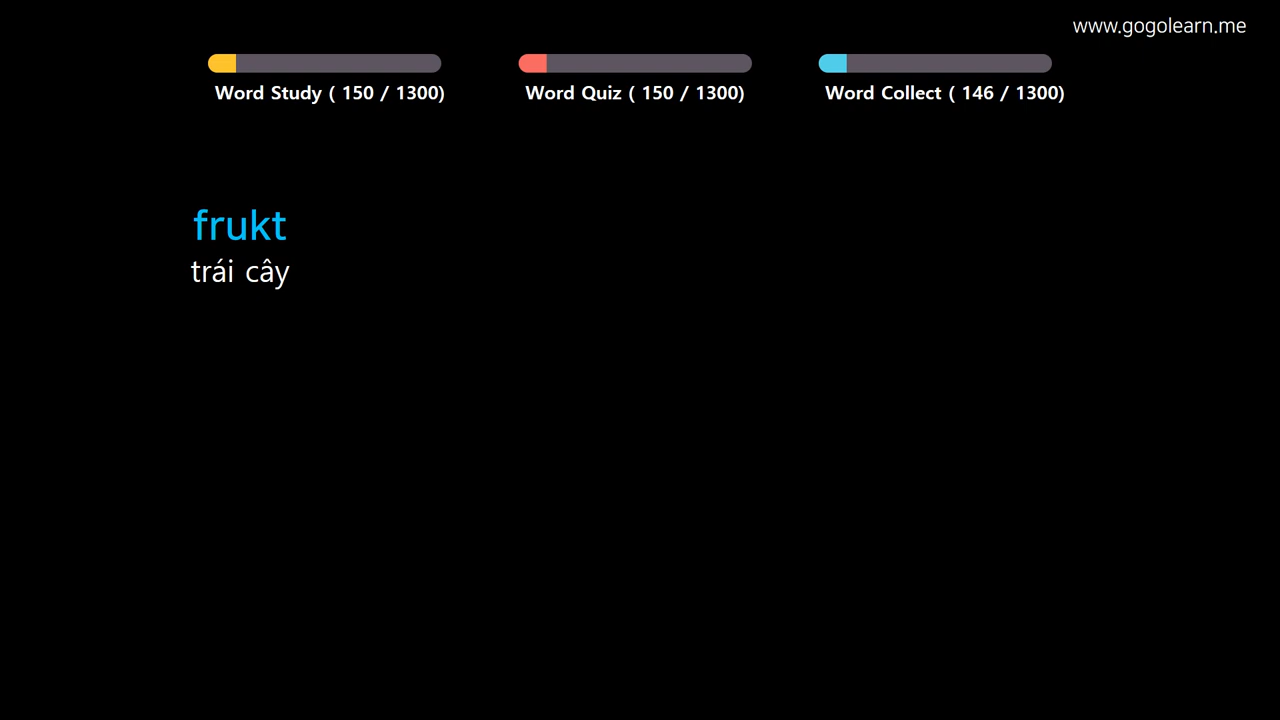 www.gogolearn.me
Word Study ( 150 / 1300)
Word Quiz ( 150 / 1300)
Word Collect ( 146 / 1300)
frukt
trái cây